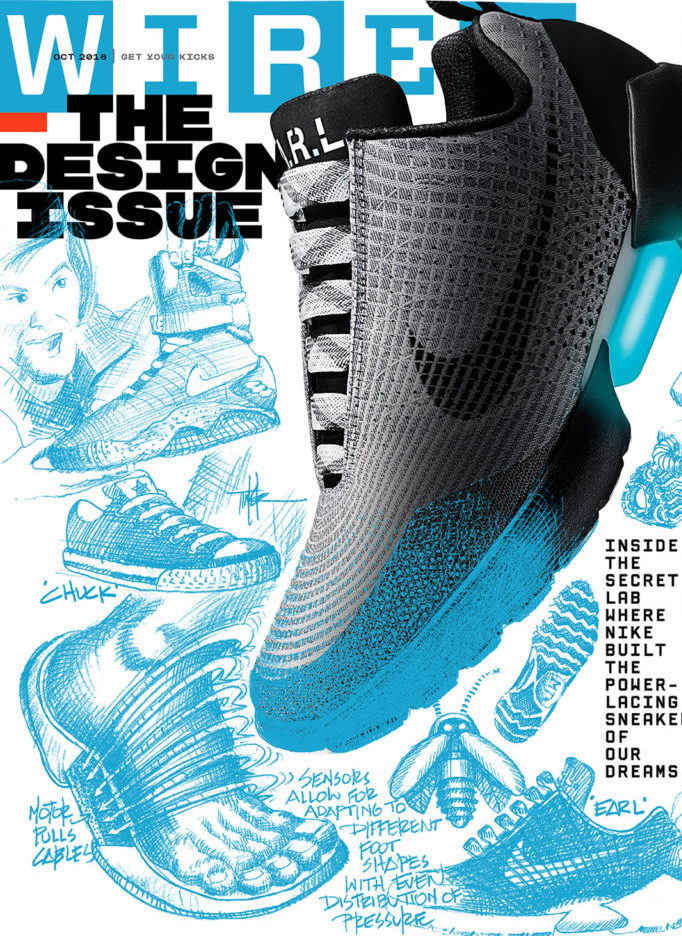 WIRE
OCT 2016 | GET YOUR KICKS
THE
DESIGN
ISSUE
.R.L
'CHUCK'
INSIDE
THE
SECRET
LAB
WHERE
NIKE
BUILT
THE
POWER-
LACING
SNEAKE
OF
OUR
DREAMS
MOTOR
PULLS
CABLES
SENSORS
ALLOW FOR
ADAPTING TO
DIFFERENT
FOOT
SHAPES
WITH EVEN
DISTRIBUTION OF
PRESSURE
"EARL"